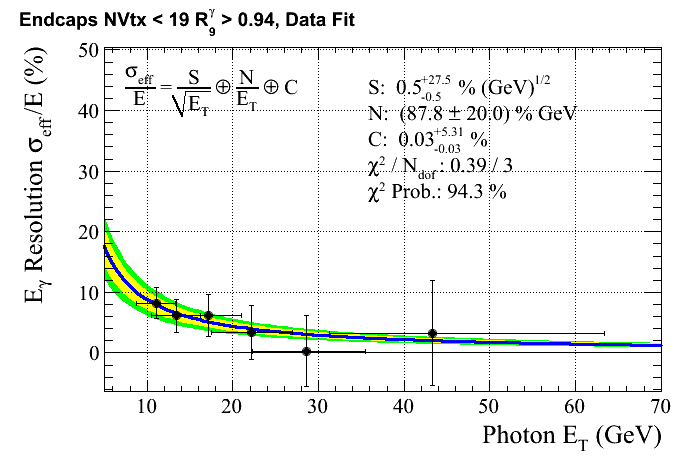 Endcaps NVtx < 19 R₉^γ > 0.94, Data Fit
E_γ Resolution σ_eff/E (%)
50
40
30
20
10
0
σ_eff/E = S/√E_T ⊕ N/E_T ⊕ C
S: 0.5 +27.5 -0.5 % (GeV)^1/2
N: (87.8 ± 20.0) % GeV
C: 0.03 +5.31 -0.03 %
χ² / N_dof : 0.39 / 3
χ² Prob.: 94.3 %
10 20 30 40 50 60 70
Photon E_T (GeV)